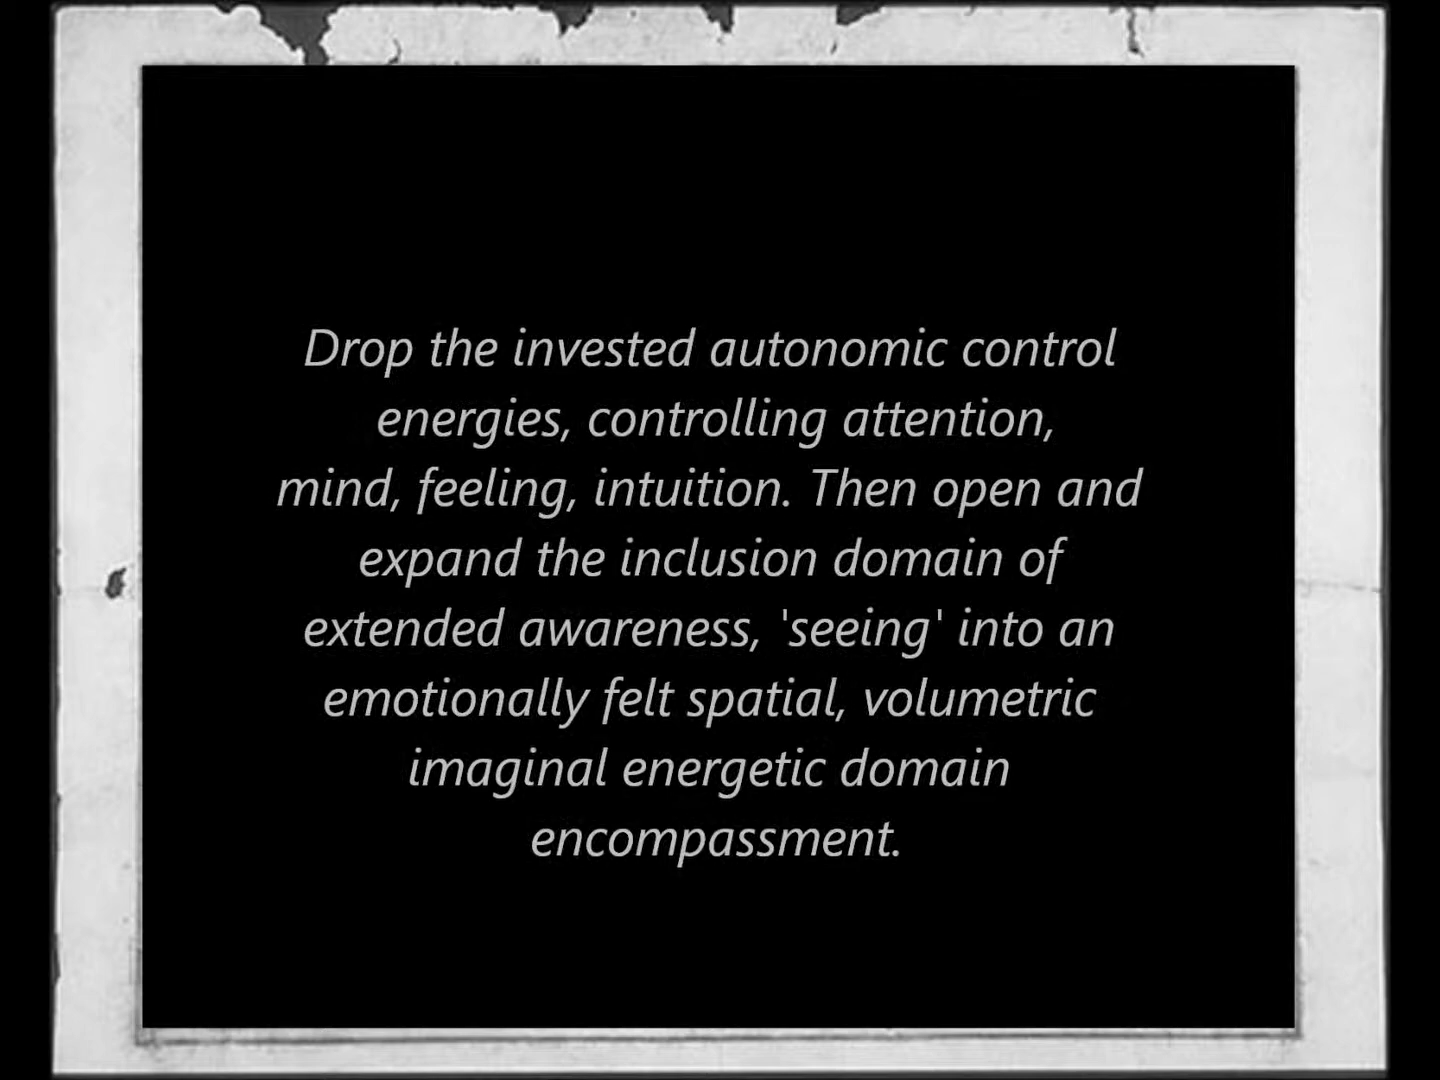 Drop the invested autonomic control
energies, controlling attention,
mind, feeling, intuition. Then open and
expand the inclusion domain of
extended awareness, 'seeing' into an
emotionally felt spatial, volumetric
imaginal energetic domain
encompassment.